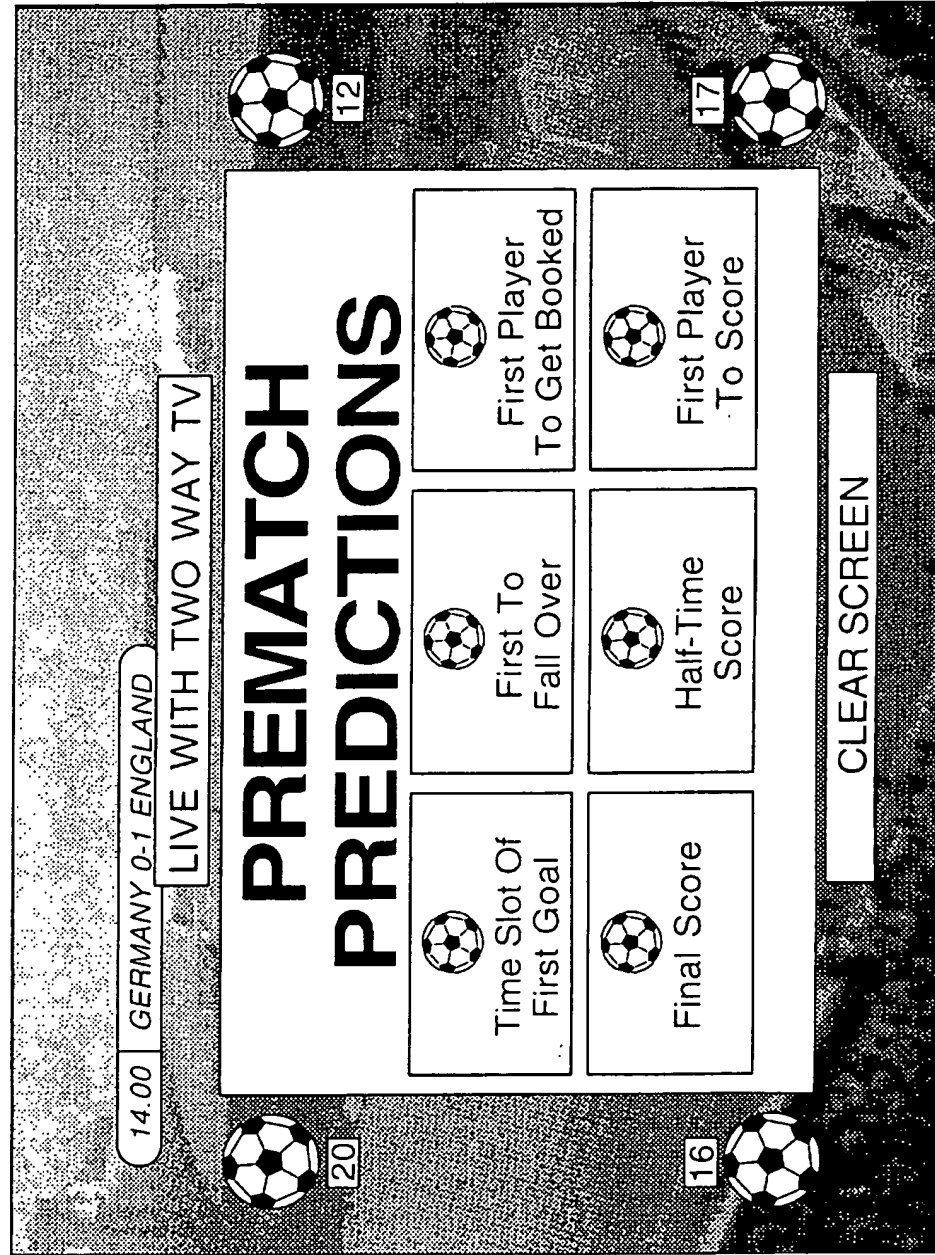 14.00 GERMANY 0-1 ENGLAND
LIVE WITH TWO WAY TV
20
12
PREMATCH
PREDICTIONS
Time Slot Of
First Goal
First To
Fall Over
First Player
To Get Booked
Final Score
Half-Time
Score
First Player
To Score
16
17
CLEAR SCREEN